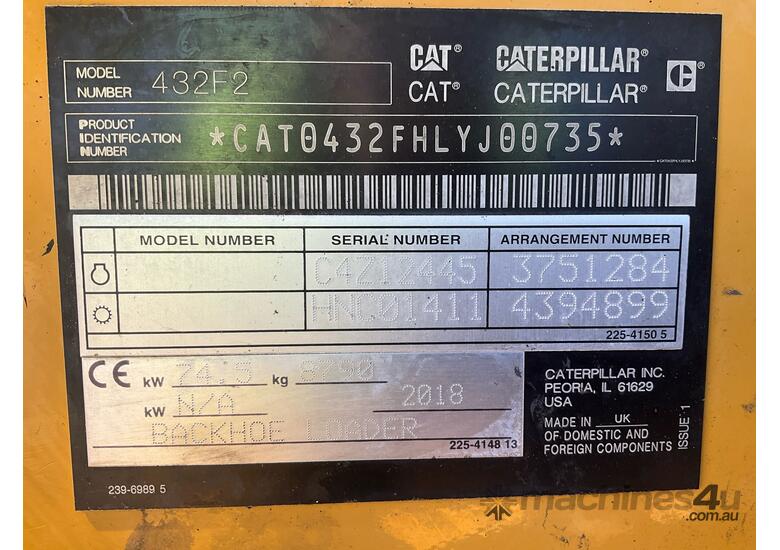 CAT® CATERPILLAR®
CAT® CATERPILLAR®
C®
MODEL NUMBER 432F2
PRODUCT IDENTIFICATION NUMBER *CAT0432FHLYJ00735*
*CAT0432FHLYJ00735*
MODEL NUMBER SERIAL NUMBER ARRANGEMENT NUMBER
C4Z12445 3751284
HNC01411 4394899
225-4150 5
CE kW 74.5 kg 8750
kW N/A 2018
BACKHOE LOADER
225-4148 13
CATERPILLAR INC.
PEORIA, IL 61629
USA
MADE IN UK
OF DOMESTIC AND
FOREIGN COMPONENTS
ISSUE: 1
239-6989 5
machines4u
.com.au